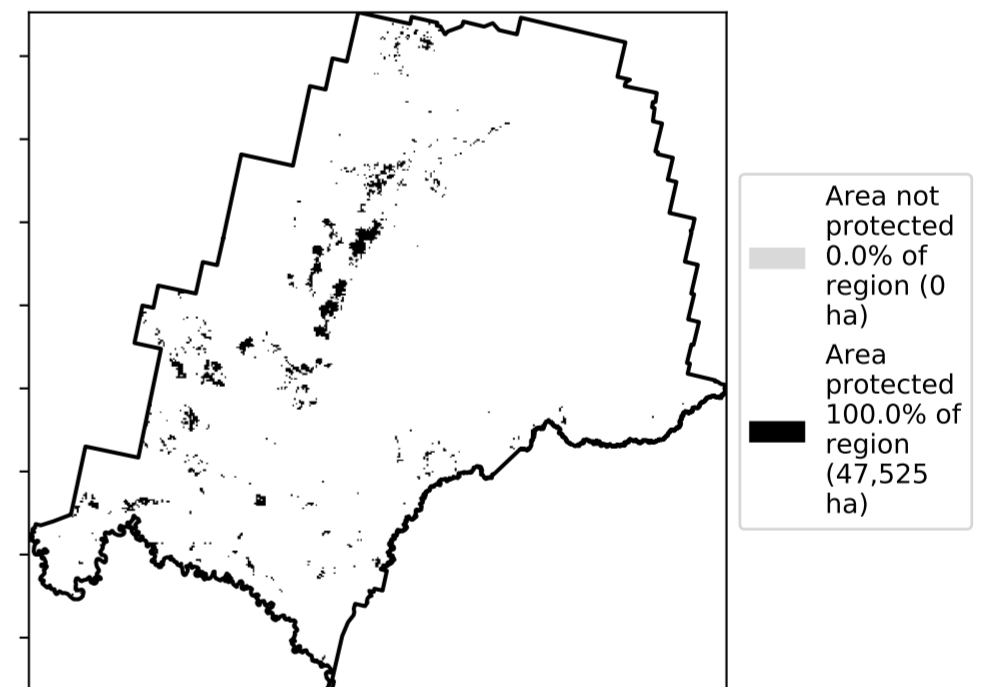 Area not
protected
0.0% of
region (0
ha)
Area
protected
100.0% of
region
(47,525
ha)